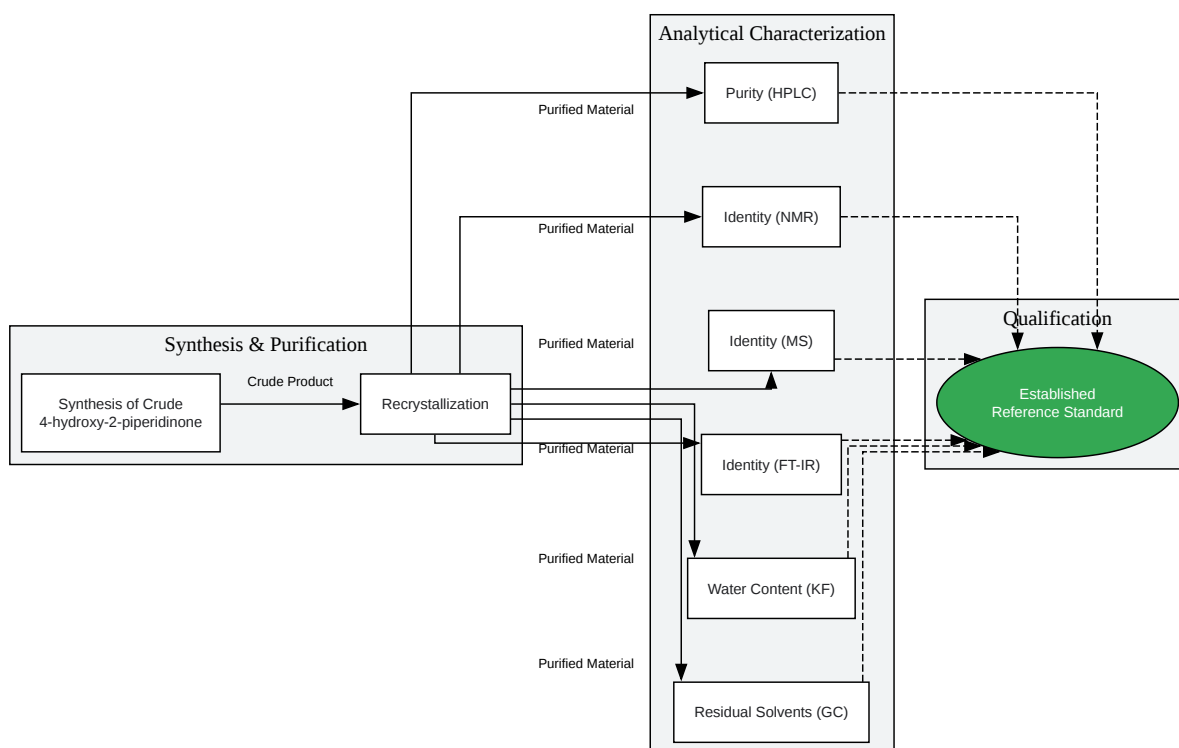 Analytical Characterization
Purity (HPLC)
Purified Material
Identity (NMR)
Purified Material
Qualification
Synthesis & Purification
Purified Material
Identity (MS)
Crude Product
Synthesis of Crude
4-hydroxy-2-piperidinone
Recrystallization
Established
Reference Standard
Purified Material
Identity (FT-IR)
Purified Material
Water Content (KF)
Purified Material
Residual Solvents (GC)